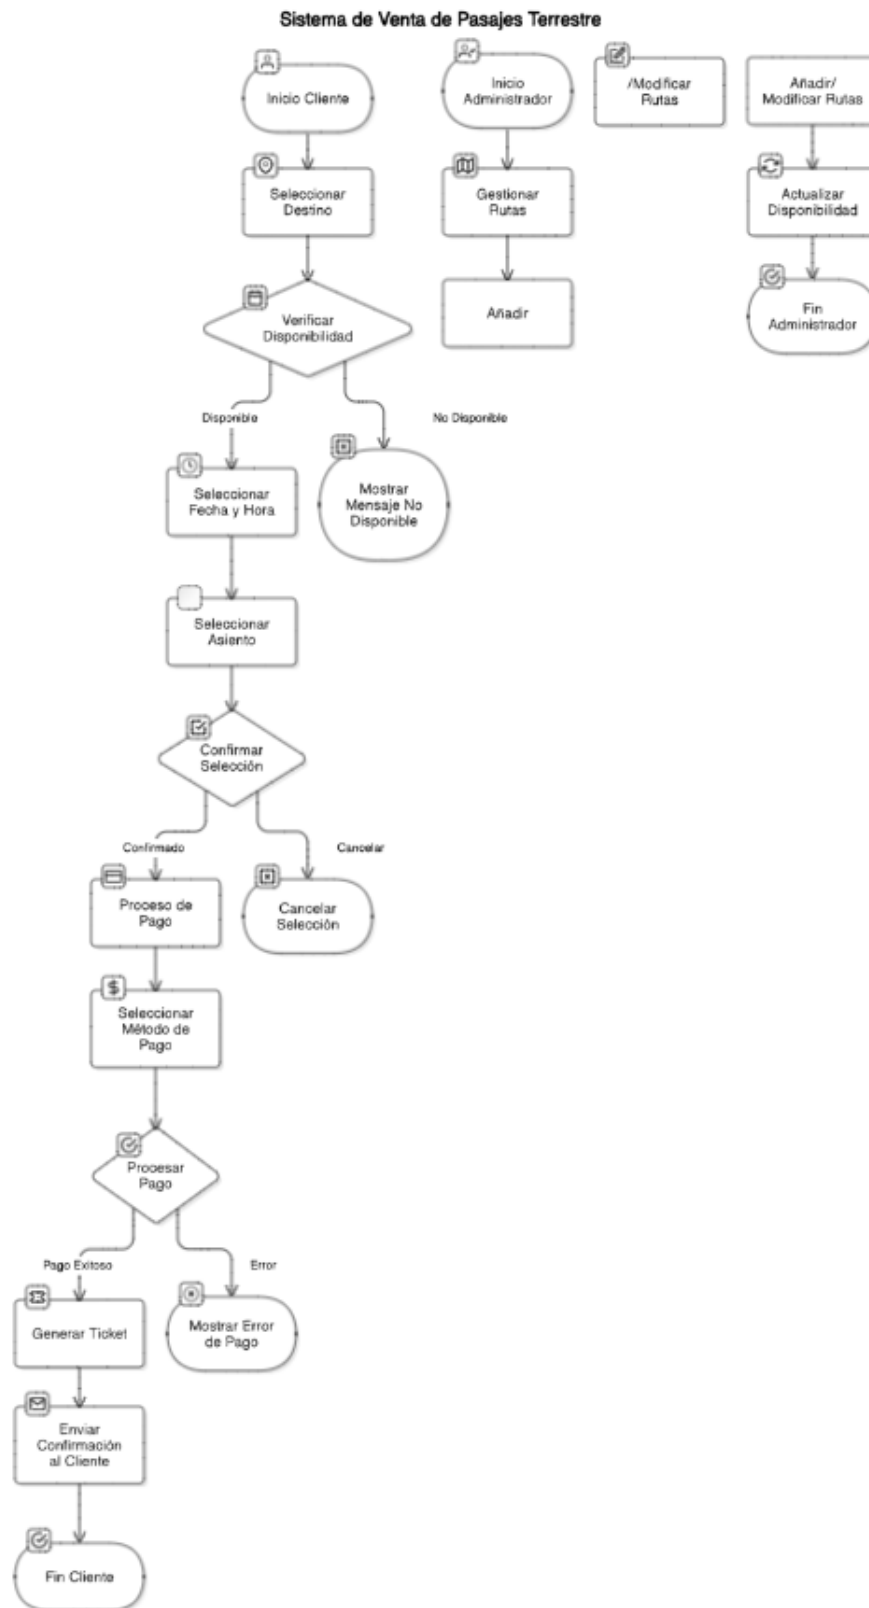 Sistema de Venta de Pasajes Terrestre
Inicio Cliente
Inicio
Administrador
/Modificar
Rutas
Añadir/
Modificar Rutas
Seleccionar
Destino
Gestionar
Rutas
Actualizar
Disponibilidad
Verificar
Disponibilidad
Añadir
Fin
Administrador
Disponible
No Disponible
Seleccionar
Fecha y Hora
Mostrar
Mensaje No
Disponible
Seleccionar
Asiento
Confirmar
Selección
Confirmado
Cancelar
Proceso de
Pago
Cancelar
Selección
Seleccionar
Método de
Pago
Procesar
Pago
Pago Exitoso
Error
Generar Ticket
Mostrar Error
de Pago
Enviar
Confirmación
al Cliente
Fin Cliente